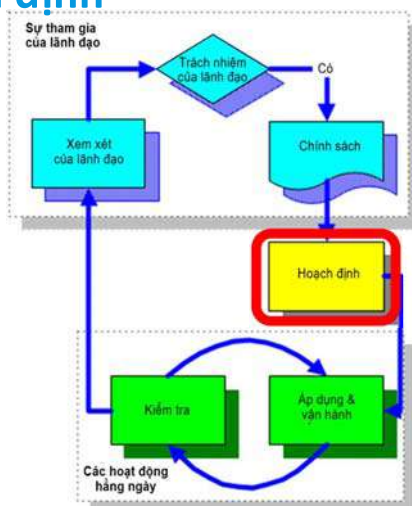 định
Sự tham gia
của lãnh đạo
Trách nhiệm
của lãnh đạo
Có
Xem xét
của lãnh đạo
Chính sách
Hoạch định
Kiểm tra
Áp dụng &
vận hành
Các hoạt động
hằng ngày